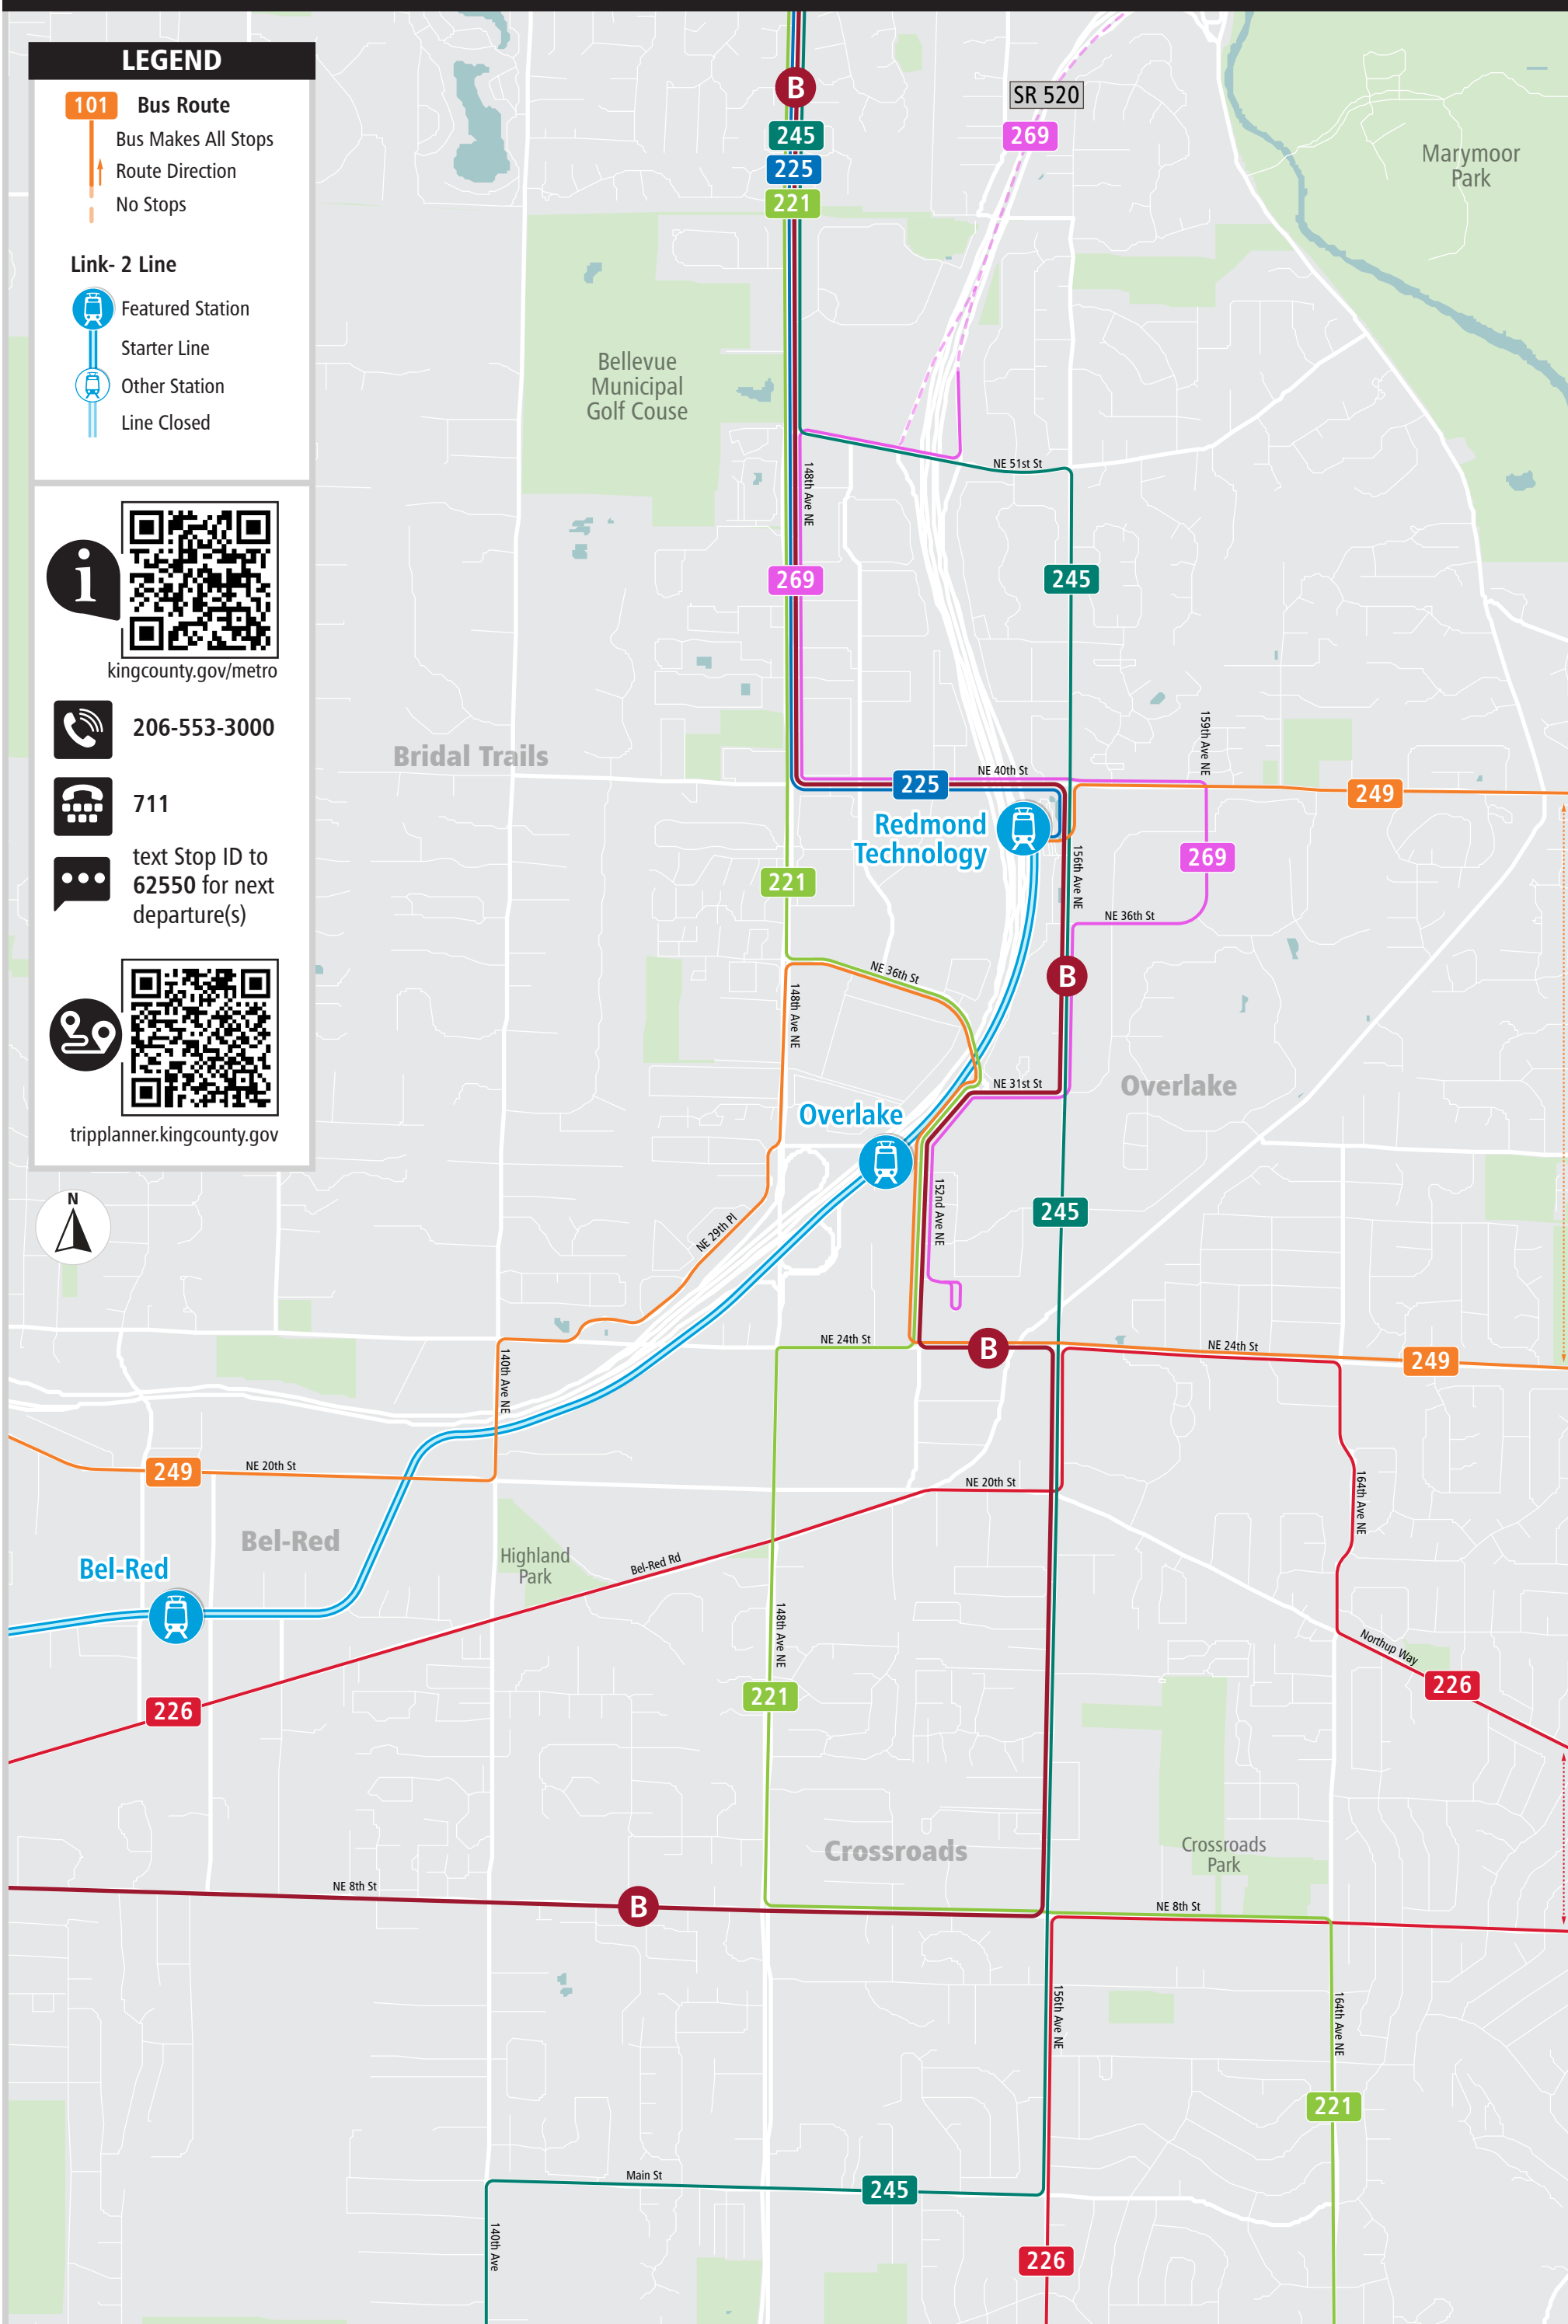 LEGEND
101 Bus Route
Bus Makes All Stops
Route Direction
No Stops
Link- 2 Line
Featured Station
Starter Line
Other Station
Line Closed
i
kingcounty.gov/metro
206-553-3000
711
text Stop ID to
62550 for next
departure(s)
tripplanner.kingcounty.gov
N
B
245
225
221
SR 520
269
Marymoor
Park
Bellevue
Municipal
Golf Couse
NE 51st St
148th Ave NE
269
245
159th Ave NE
Bridal Trails
NE 40th St
225
249
Redmond
Technology
156th Ave NE
269
221
NE 36th St
B
NE 36th St
148th Ave NE
NE 31st St
Overlake
Overlake
152nd Ave NE
245
NE 29th Pl
NE 24th St
B
NE 24th St
249
140th Ave NE
249
NE 20th St
NE 20th St
164th Ave NE
Bel-Red
Bel-Red
Highland
Park
Bel-Red Rd
148th Ave NE
Northup Way
226
226
221
Crossroads
Crossroads
Park
NE 8th St
B
NE 8th St
156th Ave NE
164th Ave NE
221
Main St
245
140th Ave
226